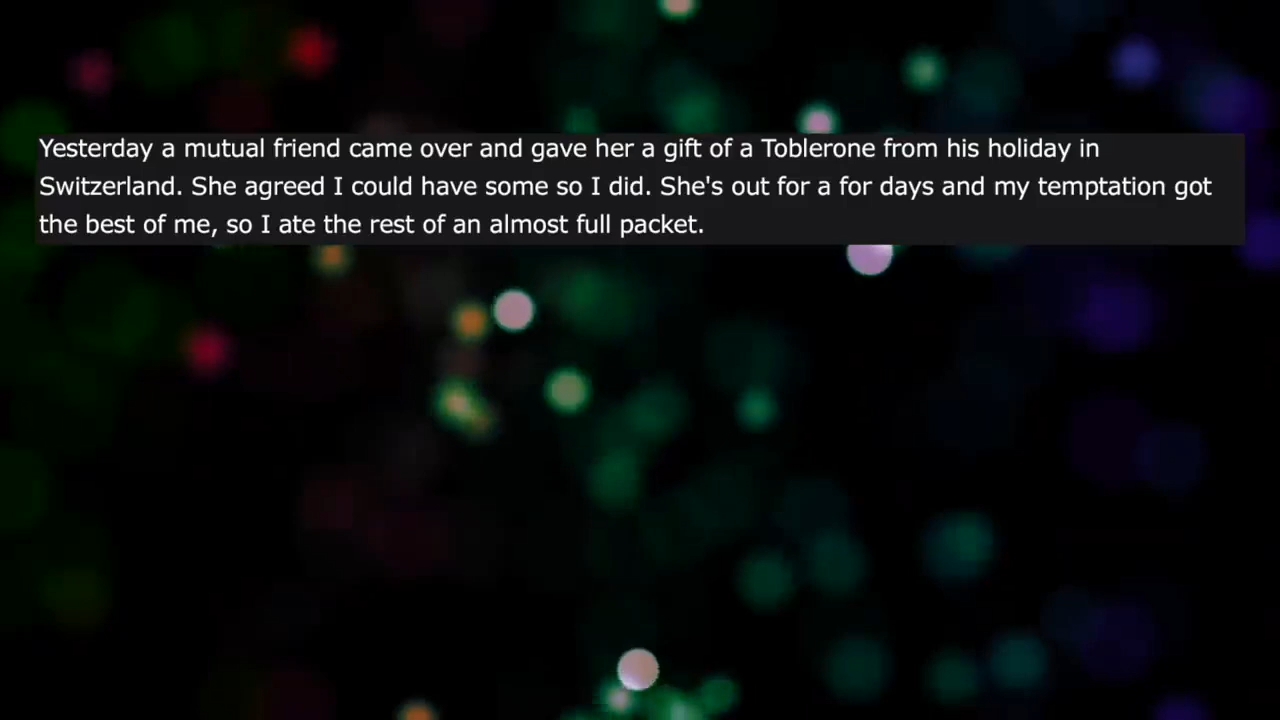 Yesterday a mutual friend came over and gave her a gift of a Toblerone from his holiday in
Switzerland. She agreed I could have some so I did. She's out for a for days and my temptation got
the best of me, so I ate the rest of an almost full packet.